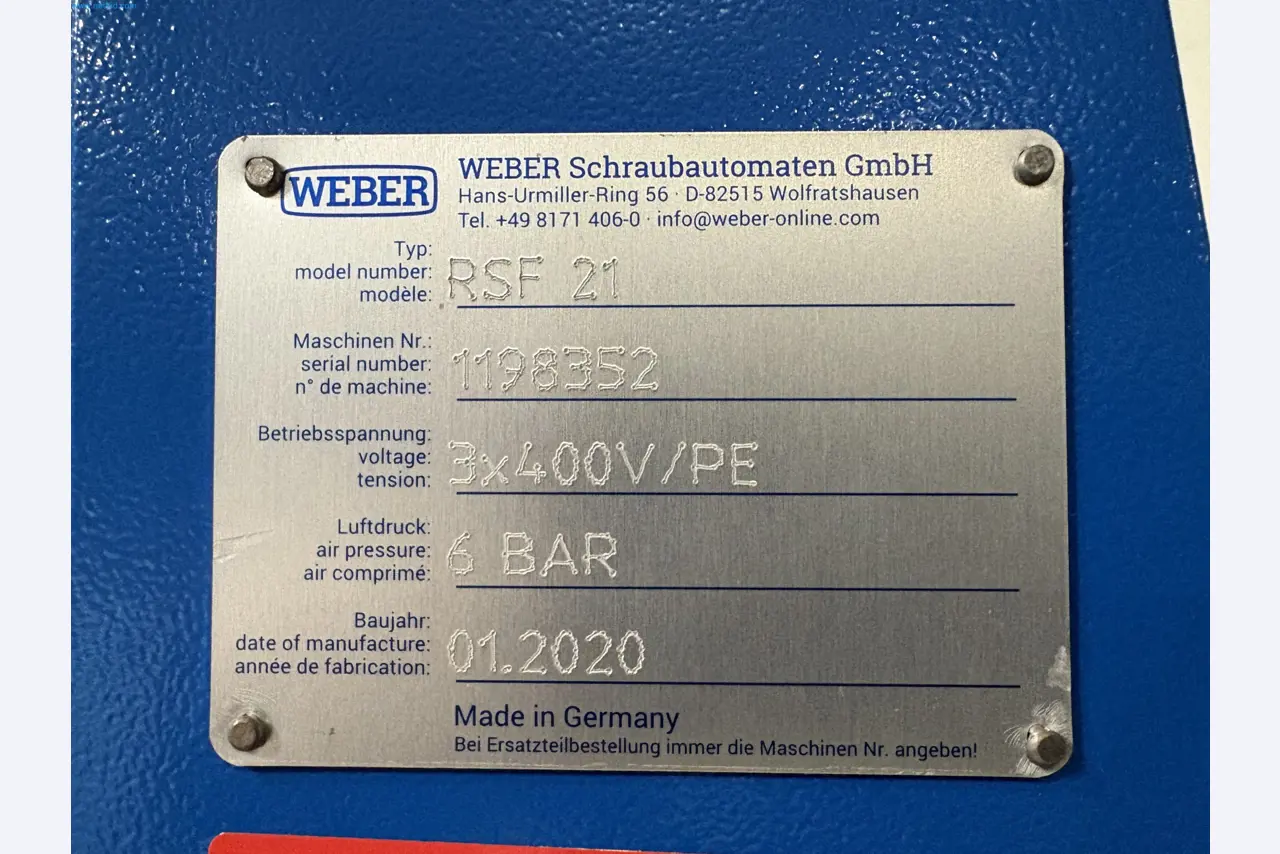 WEBER
WEBER Schraubautomaten GmbH
Hans-Urmiller-Ring 56 · D-82515 Wolfratshausen
Tel. +49 8171 406-0 · info@weber-online.com
Typ:
model number:
modèle:
RSF 21
Maschinen Nr.:
serial number:
n° de machine:
1198352
Betriebsspannung:
voltage:
tension:
3x400V/PE
Luftdruck:
air pressure:
air comprimé:
6 BAR
Baujahr:
date of manufacture:
année de fabrication:
01.2020
Made in Germany
Bei Ersatzteilbestellung immer die Maschinen Nr. angeben!